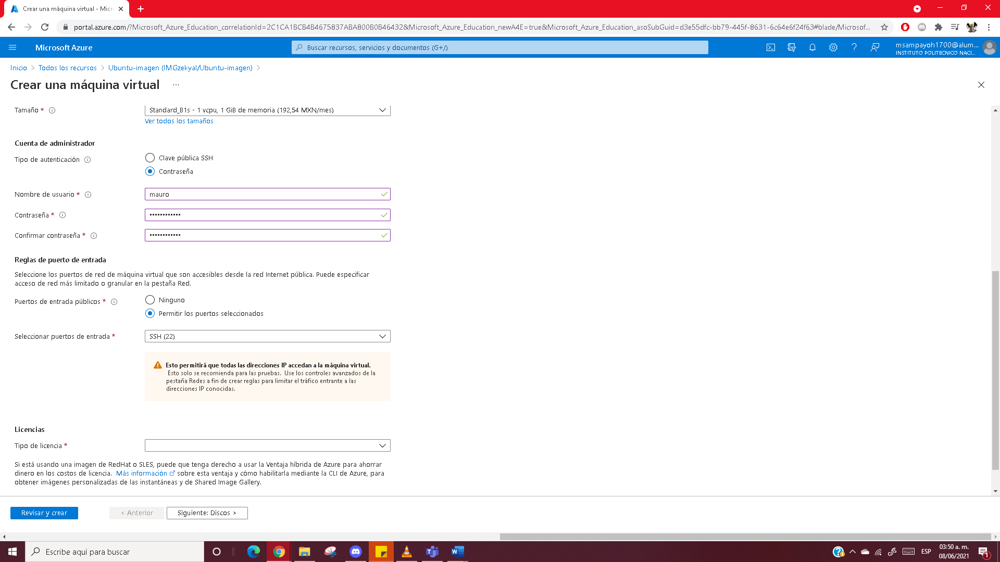 Crear una máquina virtual - Micr
portal.azure.com/?Microsoft_Azure_Education_correlationId=2C1CA1BCB4B4675837ABA800B0B46432&Microsoft_Azure_Education_newA4E=true&Microsoft_Azure_Education_asoSubGuid=d3e55dfc-bb79-445f-8631-6c64e6f24f63#blade/Microsof...
Microsoft Azure
Buscar recursos, servicios y documentos (G+/)
msampayoh1700@alum...
INSTITUTO POLITECNICO NACI...
Inicio > Todos los recursos > Ubuntu-imagen (IMGzekyal/Ubuntu-imagen) >
Crear una máquina virtual ...
Tamaño *
Standard_B1s - 1 vcpu, 1 GiB de memoria (192,54 MXN/mes)
Ver todos los tamaños
Cuenta de administrador
Tipo de autenticación
Clave pública SSH
Contraseña
Nombre de usuario *
mauro
Contraseña *
••••••••••••
Confirmar contraseña *
••••••••••••
Reglas de puerto de entrada
Seleccione los puertos de red de máquina virtual que son accesibles desde la red Internet pública. Puede especificar
acceso de red más limitado o granular en la pestaña Red.
Puertos de entrada públicos *
Ninguno
Permitir los puertos seleccionados
Seleccionar puertos de entrada *
SSH (22)
Esto permitirá que todas las direcciones IP accedan a la máquina virtual.
Esto solo se recomienda para las pruebas. Use los controles avanzados de la
pestaña Redes a fin de crear reglas para limitar el tráfico entrante a las
direcciones IP conocidas.
Licencias
Tipo de licencia *
Si está usando una imagen de RedHat o SLES, puede que tenga derecho a usar la Ventaja híbrida de Azure para ahorrar
dinero en los costos de licencia. Más información sobre esta ventaja y cómo habilitarla mediante la CLI de Azure, para
obtener imágenes personalizadas de las instantáneas y de Shared Image Gallery.
Revisar y crear
< Anterior
Siguiente: Discos >
Escribe aquí para buscar
ESP
03:50 a. m.
08/06/2021
1